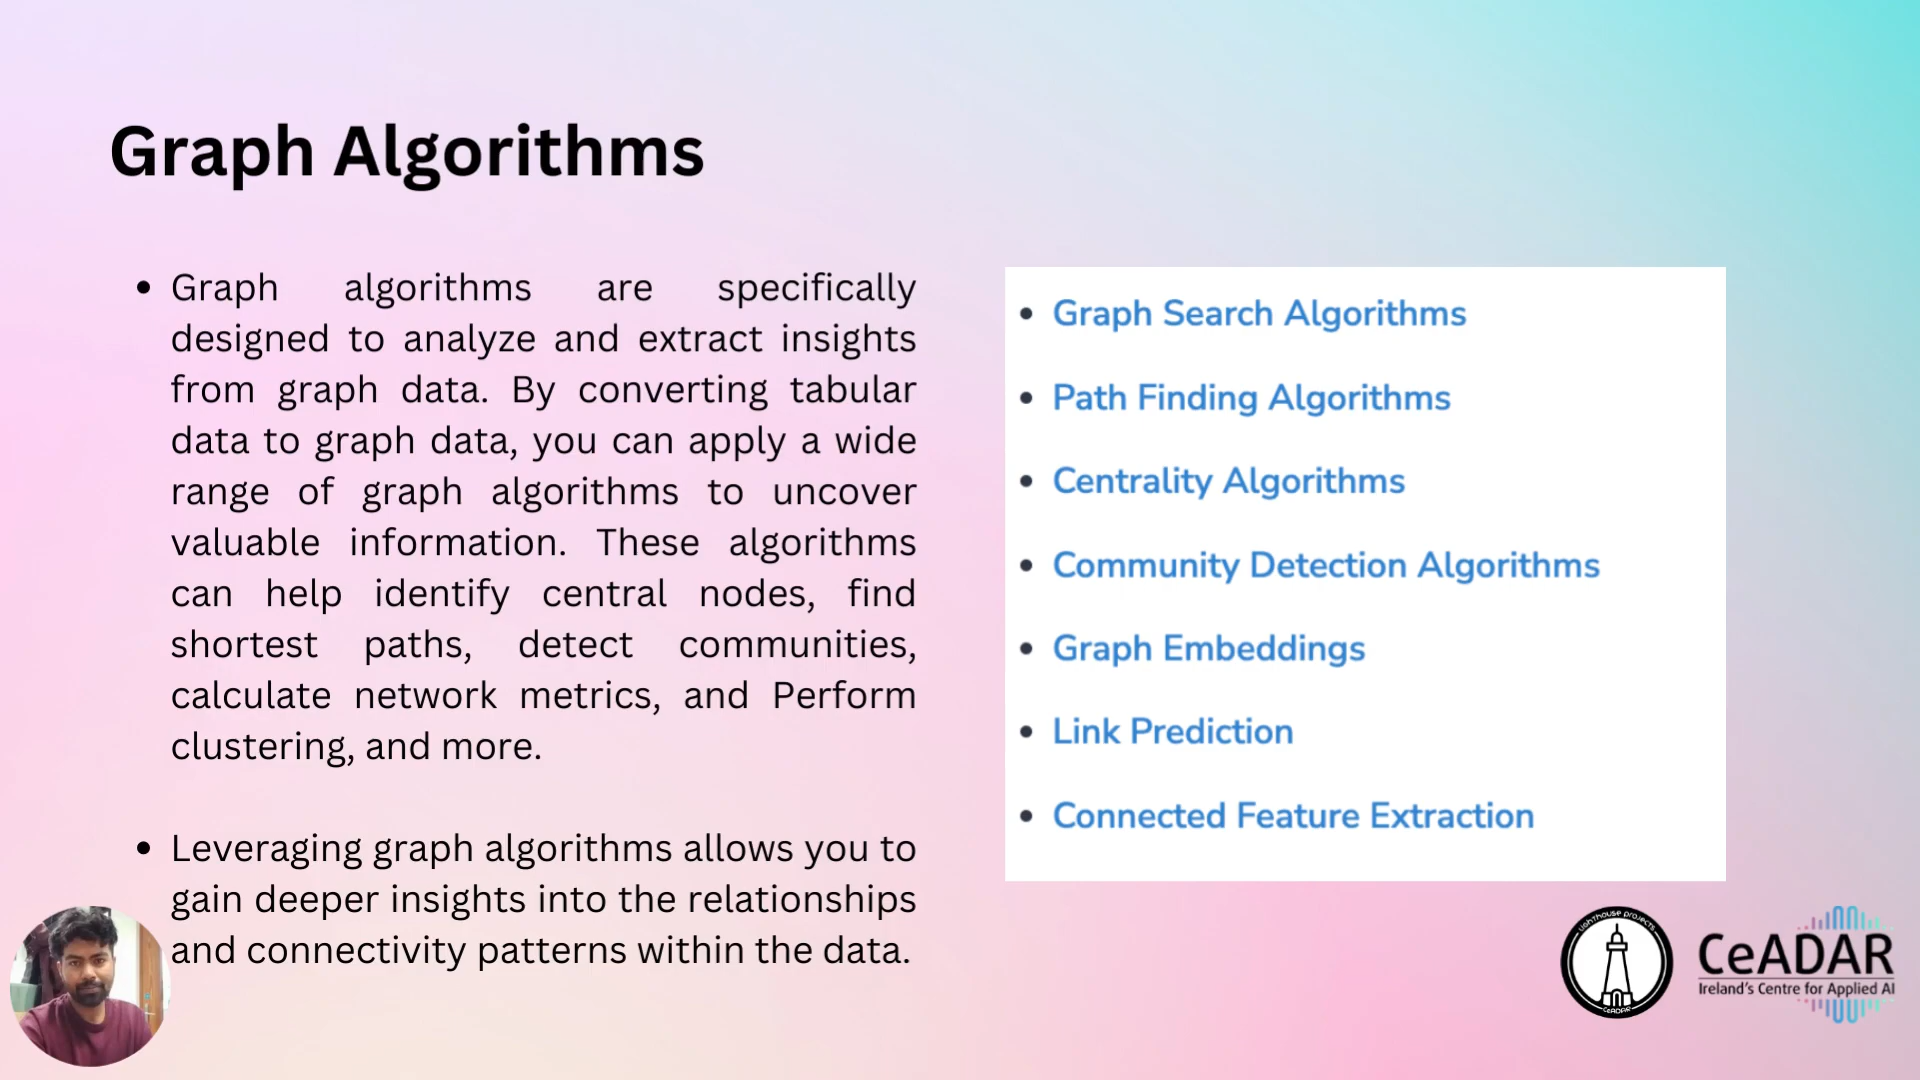 Graph Algorithms
• Graph algorithms are specifically
designed to analyze and extract insights
from graph data. By converting tabular
data to graph data, you can apply a wide
range of graph algorithms to uncover
valuable information. These algorithms
can help identify central nodes, find
shortest paths, detect communities,
calculate network metrics, and Perform
clustering, and more.
• Leveraging graph algorithms allows you to
gain deeper insights into the relationships
and connectivity patterns within the data.
• Graph Search Algorithms
• Path Finding Algorithms
• Centrality Algorithms
• Community Detection Algorithms
• Graph Embeddings
• Link Prediction
• Connected Feature Extraction
Lighthouse Projects
CeADAR
CeADAR
Ireland's Centre for Applied AI